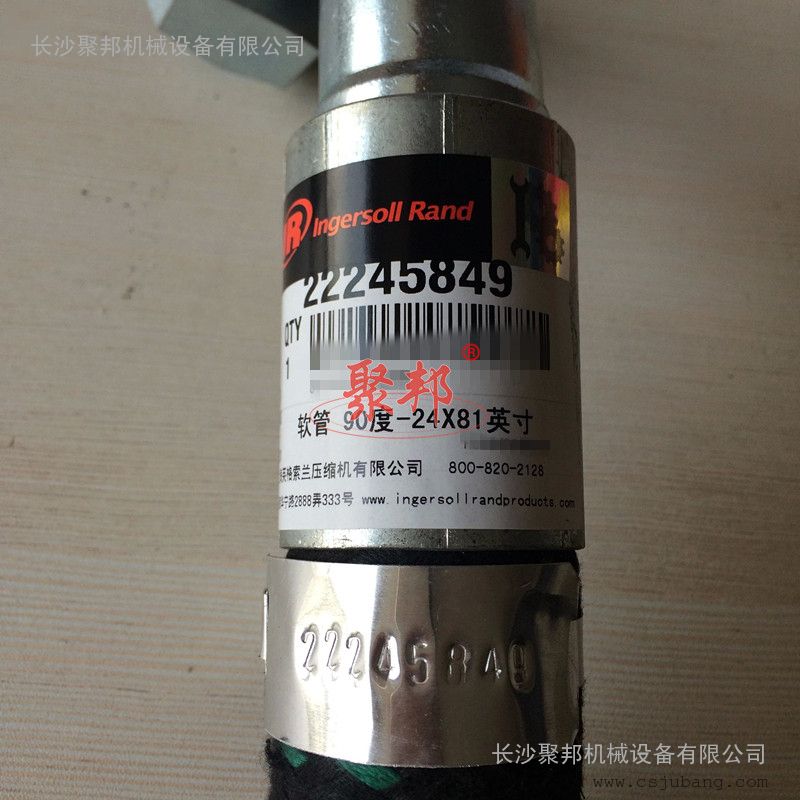 长沙聚邦机械设备有限公司
R Ingersoll Rand
22245849
QTY
1
聚邦®
软管 90度-24X81英寸
英格索兰压缩机有限公司 800-820-2128
2888弄333号 www.ingersollrandproducts.com
22245849
长沙聚邦机械设备有限公司
www.csjubang.com